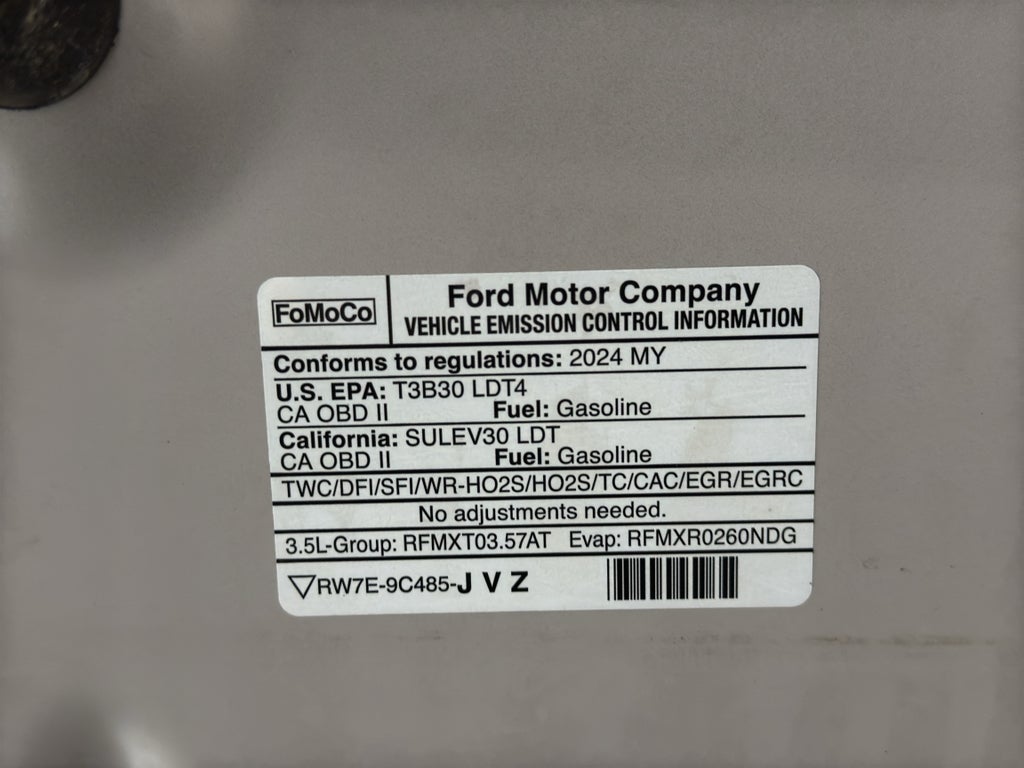 FoMoCo
Ford Motor Company
VEHICLE EMISSION CONTROL INFORMATION
Conforms to regulations: 2024 MY
U.S. EPA: T3B30 LDT4
CA OBD II Fuel: Gasoline
California: SULEV30 LDT
CA OBD II Fuel: Gasoline
TWC/DFI/SFI/WR-HO2S/HO2S/TC/CAC/EGR/EGRC
No adjustments needed.
3.5L-Group: RFMXT03.57AT Evap: RFMXR0260NDG
▽RW7E-9C485-J V Z